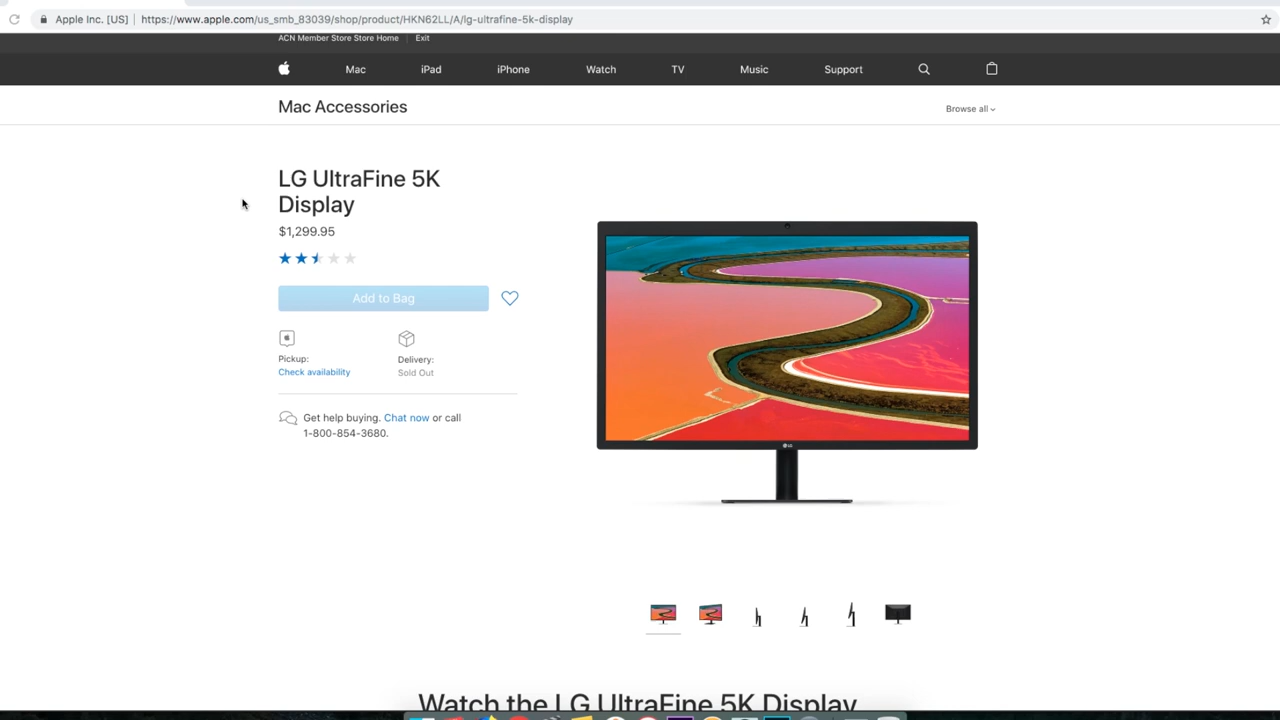 Apple Inc. [US] | https://www.apple.com/us_smb_83039/shop/product/HKN62LL/A/lg-ultrafine-5k-display
ACN Member Store Store Home | Exit
Mac iPad iPhone Watch TV Music Support
Mac Accessories Browse all
LG UltraFine 5K
Display
$1,299.95
Add to Bag
Pickup: Delivery:
Check availability Sold Out
Get help buying. Chat now or call
1-800-854-3680.
LG
Watch the LG UltraFine 5K Display